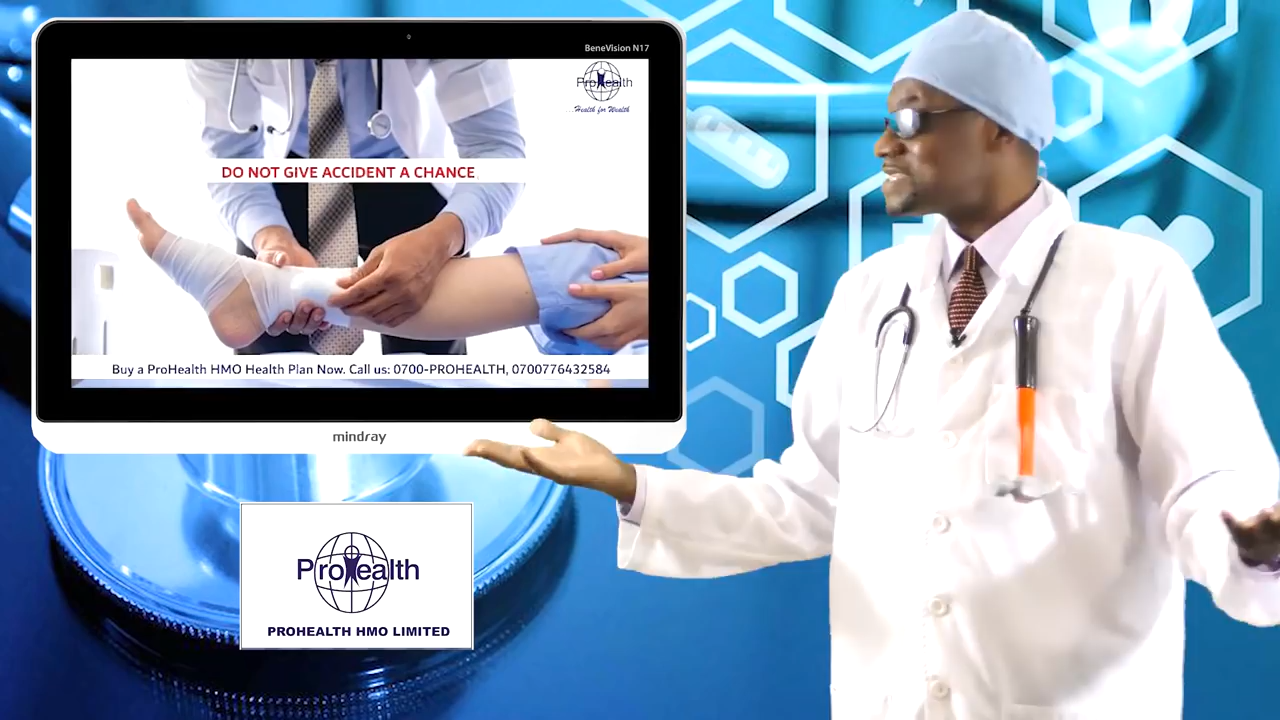 BeneVision N17
ProHealth
...Health for Wealth
DO NOT GIVE ACCIDENT A CHANCE
Buy a ProHealth HMO Health Plan Now. Call us: 0700-PROHEALTH, 0700776432584
mindray
ProHealth
PROHEALTH HMO LIMITED